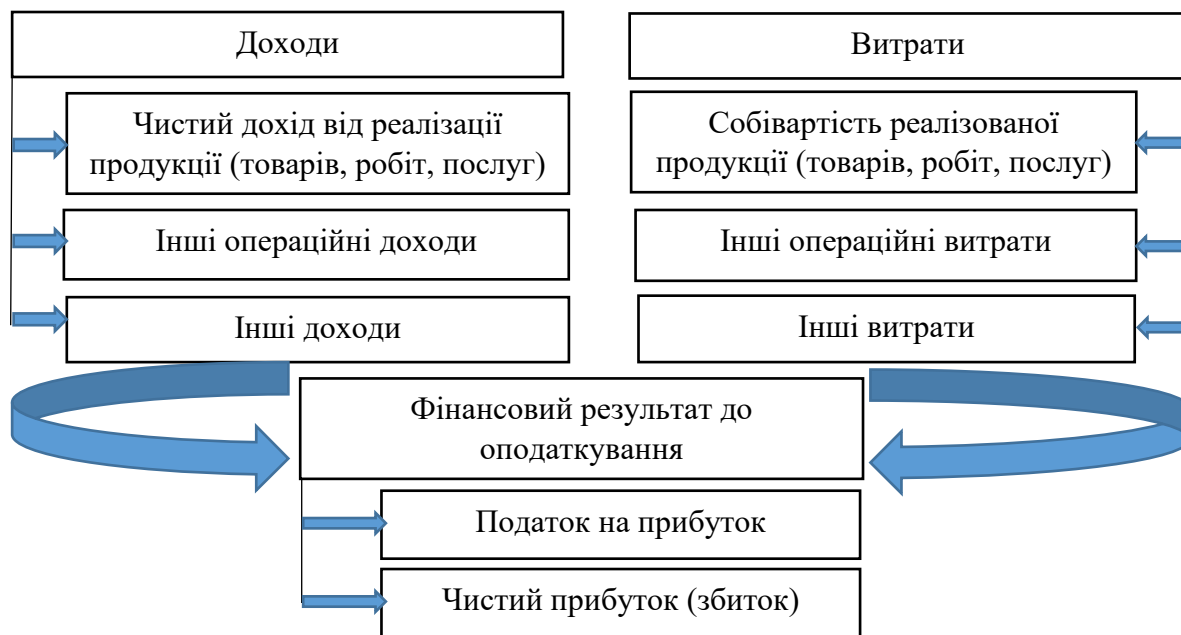 Доходи
Чистий дохід від реалізації
продукції (товарів, робіт, послуг)
Інші операційні доходи
Інші доходи
Витрати
Собівартість реалізованої
продукції (товарів, робіт, послуг)
Інші операційні витрати
Інші витрати
Фінансовий результат до
оподаткування
Податок на прибуток
Чистий прибуток (збиток)